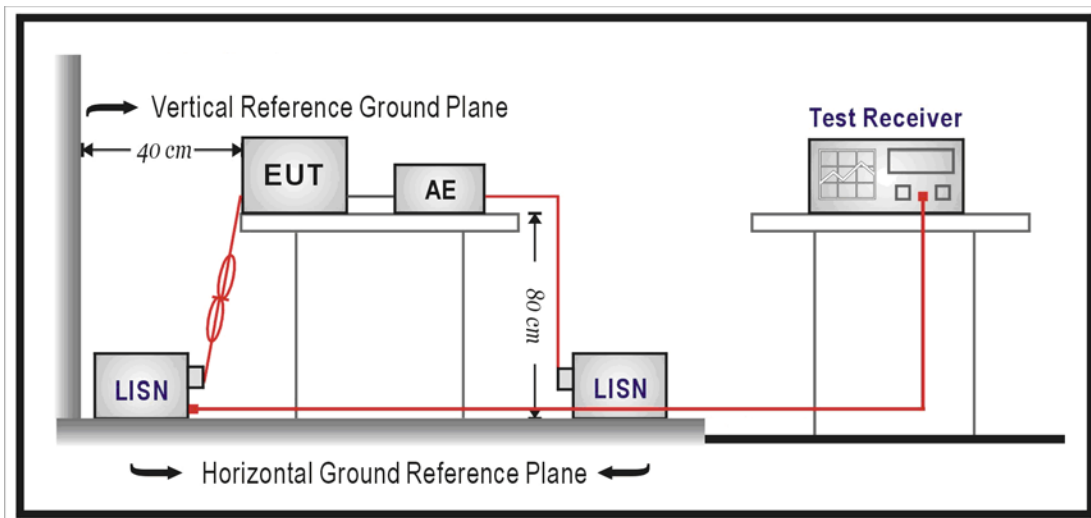 Vertical Reference Ground Plane
Test Receiver
40 cm
EUT
AE
80 cm
LISN
LISN
Horizontal Ground Reference Plane